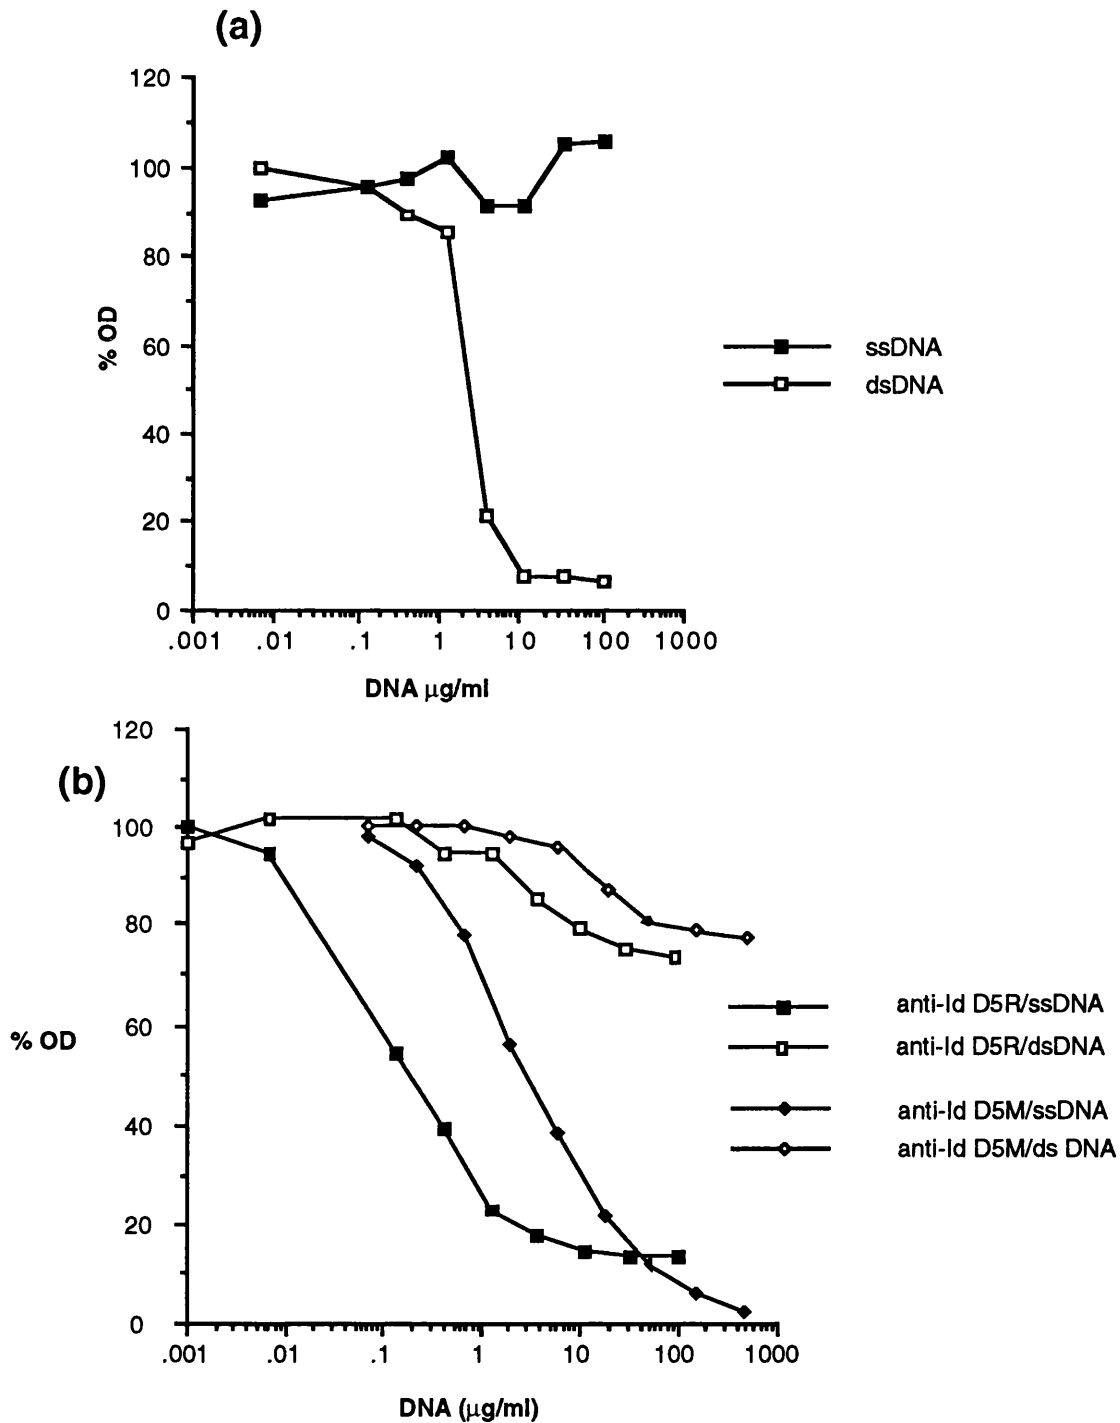 (a)
120
100
80
60
40
20
0
% OD
.001 .01 .1 1 10 100 1000
DNA µg/ml
ssDNA
dsDNA
(b)
120
100
80
60
40
20
0
% OD
.001 .01 .1 1 10 100 1000
DNA (µg/ml)
anti-Id D5R/ssDNA
anti-Id D5R/dsDNA
anti-Id D5M/ssDNA
anti-Id D5M/ds DNA